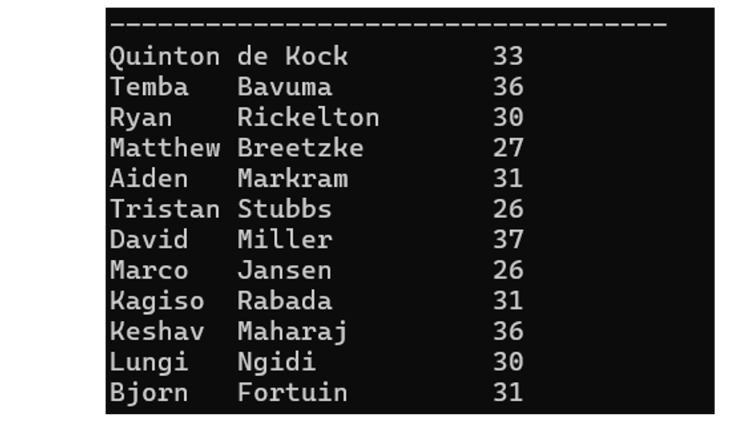 -----------------------------------
Quinton de Kock         33
Temba   Bavuma          36
Ryan    Rickelton       30
Matthew Breetzke        27
Aiden   Markram         31
Tristan Stubbs          26
David   Miller          37
Marco   Jansen          26
Kagiso  Rabada          31
Keshav  Maharaj         36
Lungi   Ngidi           30
Bjorn   Fortuin         31